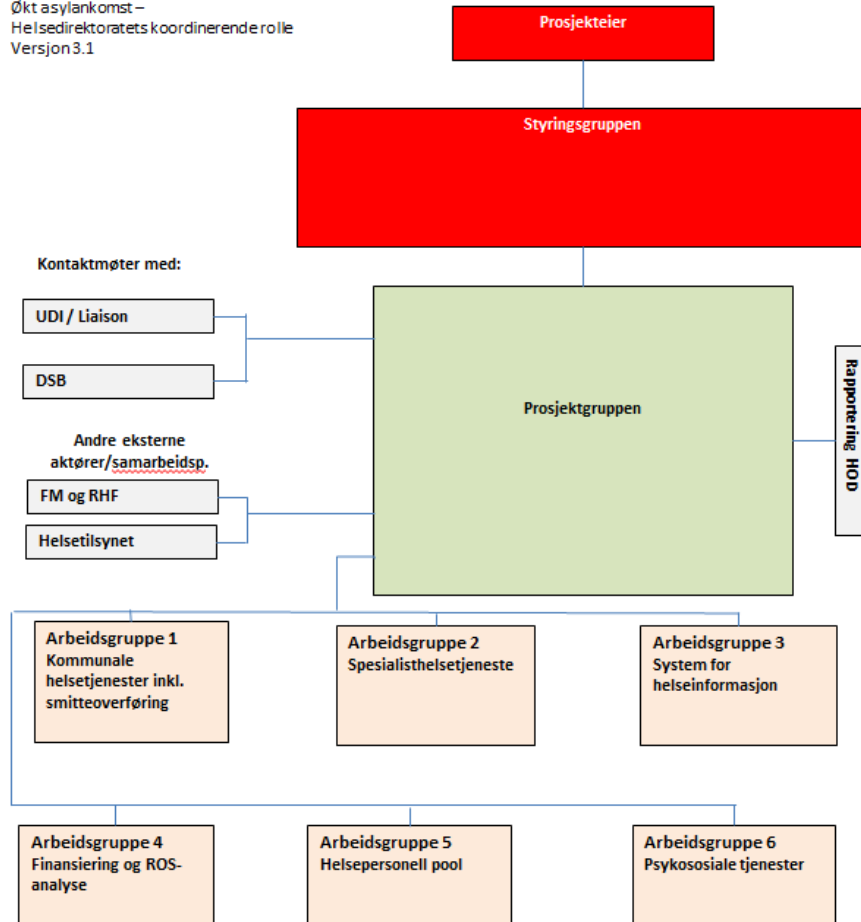 Økt asylankomst –
Helsedirektoratets koordinerende rolle
Versjon 3.1
Prosjekteier
Styringsgruppen
Kontaktmøter med:
UDI / Liaison
DSB
Prosjektgruppen
Rapportering HOD
Andre eksterne
aktører/samarbeidsp.
FM og RHF
Helsetilsynet
Arbeidsgruppe 1
Kommunale
helsetjenester inkl.
smitteoverføring
Arbeidsgruppe 2
Spesialisthelsetjeneste
Arbeidsgruppe 3
System for
helseinformasjon
Arbeidsgruppe 4
Finansiering og ROS-
analyse
Arbeidsgruppe 5
Helsepersonell pool
Arbeidsgruppe 6
Psykososiale tjenester